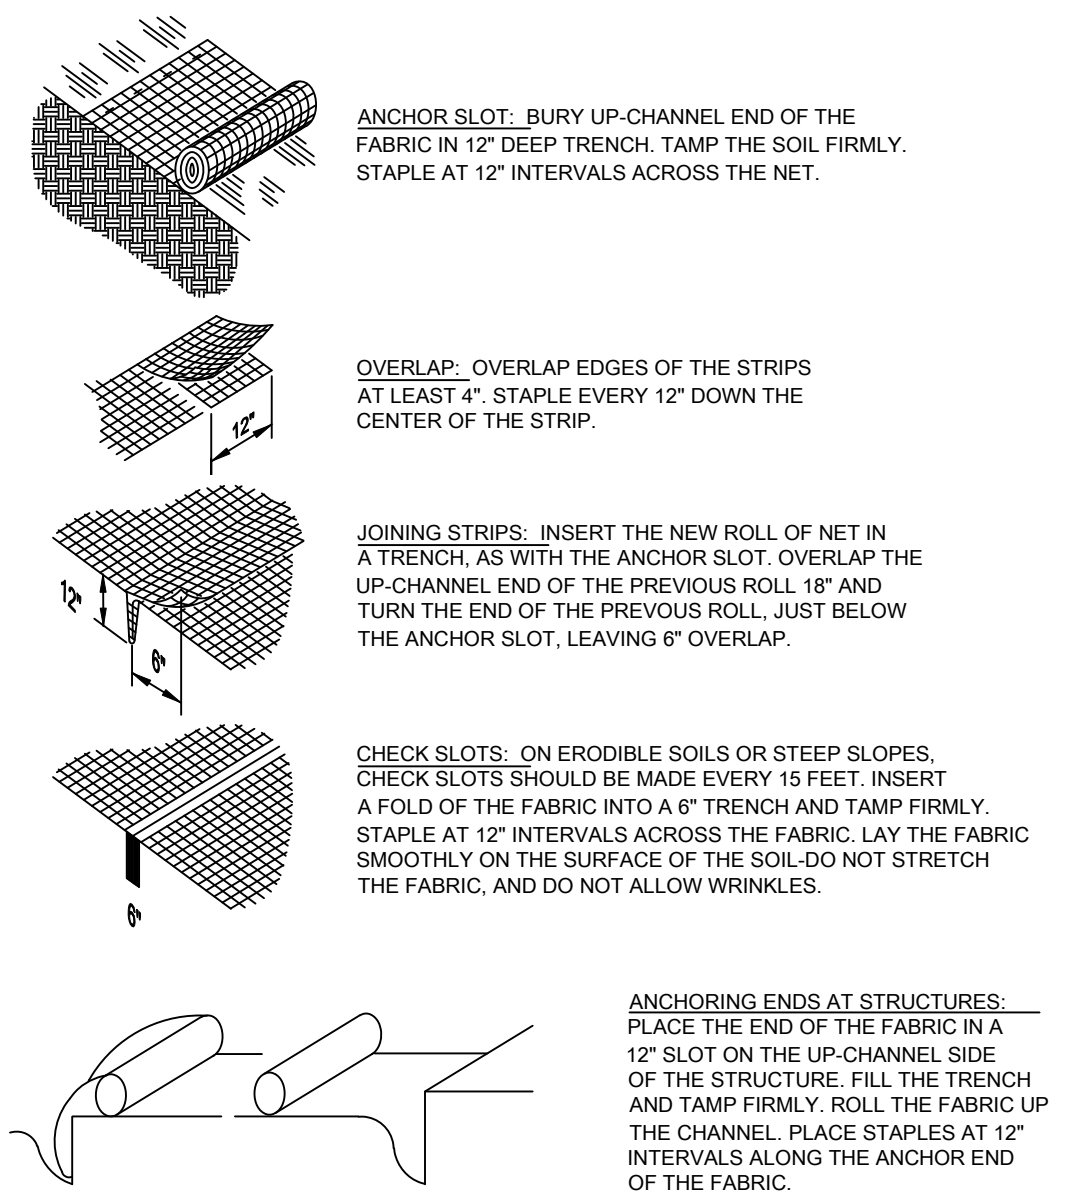 ANCHOR SLOT: BURY UP-CHANNEL END OF THE
FABRIC IN 12" DEEP TRENCH. TAMP THE SOIL FIRMLY.
STAPLE AT 12" INTERVALS ACROSS THE NET.
OVERLAP: OVERLAP EDGES OF THE STRIPS
AT LEAST 4". STAPLE EVERY 12" DOWN THE
CENTER OF THE STRIP.
12"
JOINING STRIPS: INSERT THE NEW ROLL OF NET IN
A TRENCH, AS WITH THE ANCHOR SLOT. OVERLAP THE
UP-CHANNEL END OF THE PREVIOUS ROLL 18" AND
TURN THE END OF THE PREVOUS ROLL, JUST BELOW
THE ANCHOR SLOT, LEAVING 6" OVERLAP.
12"
6"
CHECK SLOTS: ON ERODIBLE SOILS OR STEEP SLOPES,
CHECK SLOTS SHOULD BE MADE EVERY 15 FEET. INSERT
A FOLD OF THE FABRIC INTO A 6" TRENCH AND TAMP FIRMLY.
STAPLE AT 12" INTERVALS ACROSS THE FABRIC. LAY THE FABRIC
SMOOTHLY ON THE SURFACE OF THE SOIL-DO NOT STRETCH
THE FABRIC, AND DO NOT ALLOW WRINKLES.
6"
ANCHORING ENDS AT STRUCTURES:
PLACE THE END OF THE FABRIC IN A
12" SLOT ON THE UP-CHANNEL SIDE
OF THE STRUCTURE. FILL THE TRENCH
AND TAMP FIRMLY. ROLL THE FABRIC UP
THE CHANNEL. PLACE STAPLES AT 12"
INTERVALS ALONG THE ANCHOR END
OF THE FABRIC.